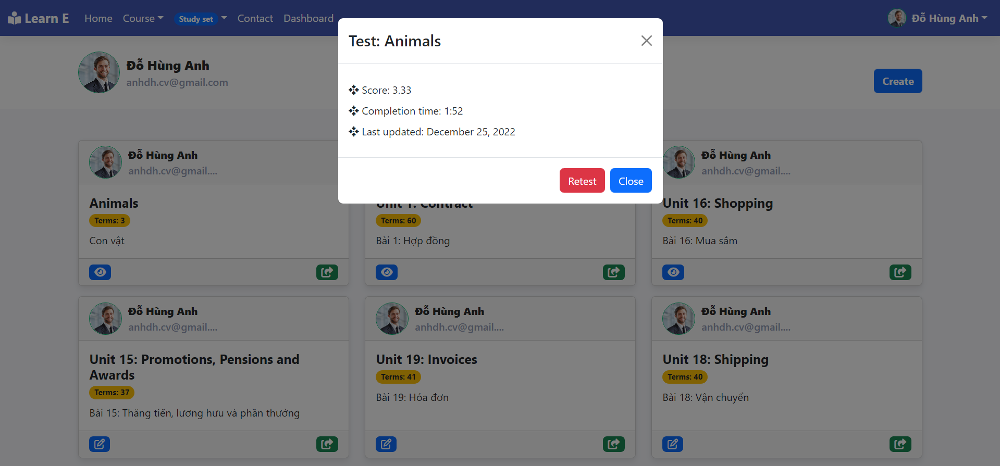 Learn E
Home
Course
Study set
Contact
Dashboard
Đỗ Hùng Anh
Đỗ Hùng Anh
anhdh.cv@gmail.com
Create
Test: Animals
Score: 3.33
Completion time: 1:52
Last updated: December 25, 2022
Retest
Close
Đỗ Hùng Anh
anhdh.cv@gmail....
Animals
Terms: 3
Con vật
Unit 1: Contract
Terms: 60
Bài 1: Hợp đồng
Đỗ Hùng Anh
anhdh.cv@gmail....
Unit 16: Shopping
Terms: 40
Bài 16: Mua sắm
Đỗ Hùng Anh
anhdh.cv@gmail....
Unit 15: Promotions, Pensions and
Awards
Terms: 37
Bài 15: Thăng tiến, lương hưu và phần thưởng
Đỗ Hùng Anh
anhdh.cv@gmail....
Unit 19: Invoices
Terms: 41
Bài 19: Hóa đơn
Đỗ Hùng Anh
anhdh.cv@gmail....
Unit 18: Shipping
Terms: 40
Bài 18: Vận chuyển